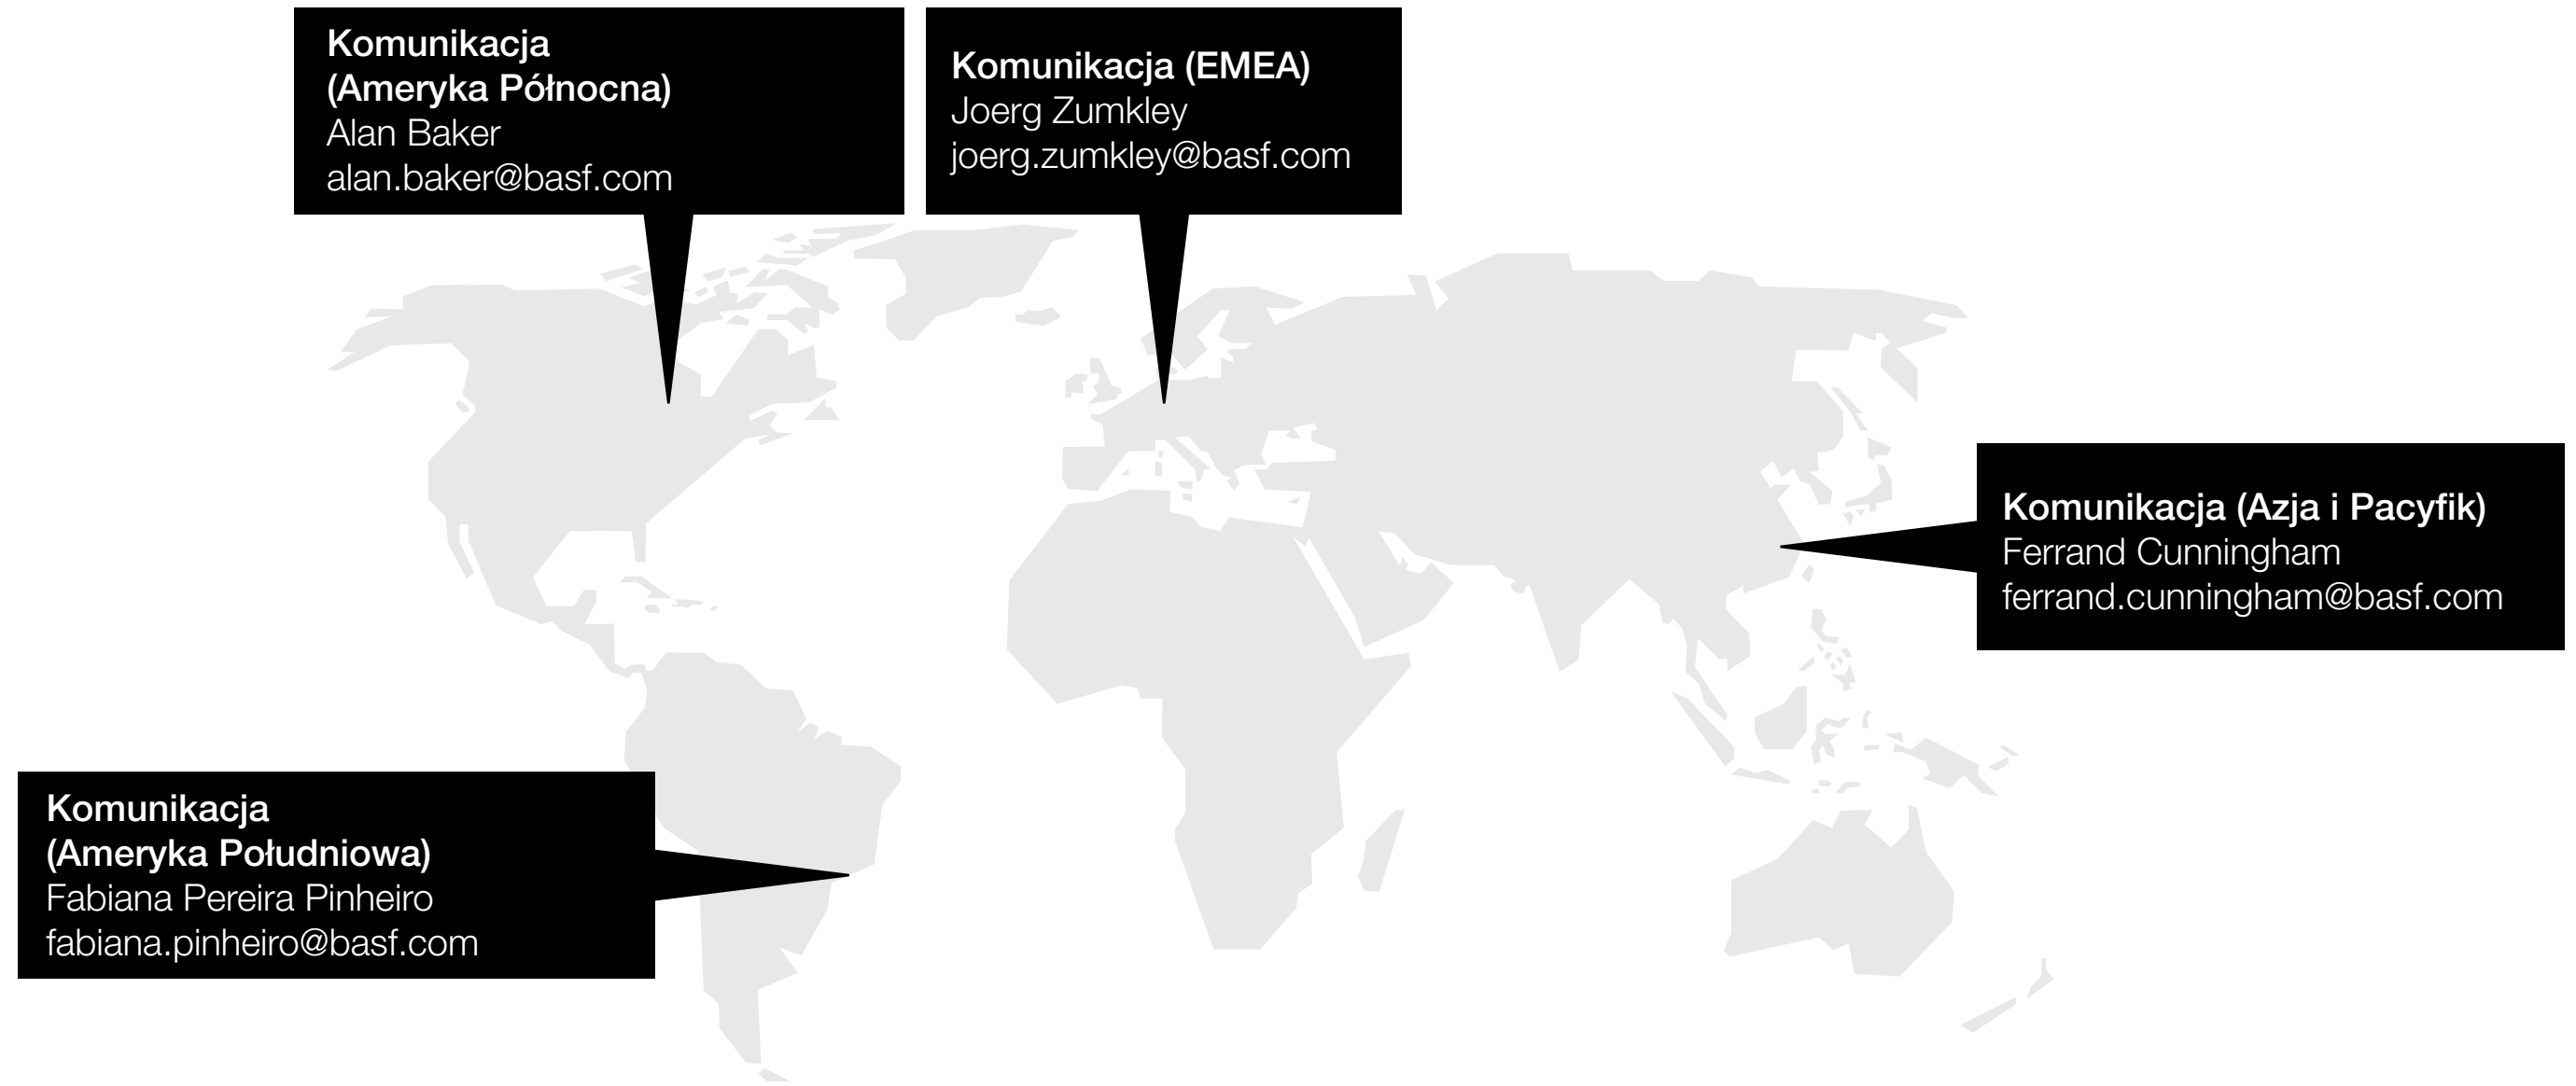 Komunikacja
(Ameryka Północna)
Alan Baker
alan.baker@basf.com
Komunikacja (EMEA)
Joerg Zumkley
joerg.zumkley@basf.com
Komunikacja (Azja i Pacyfik)
Ferrand Cunningham
ferrand.cunningham@basf.com
Komunikacja
(Ameryka Południowa)
Fabiana Pereira Pinheiro
fabiana.pinheiro@basf.com